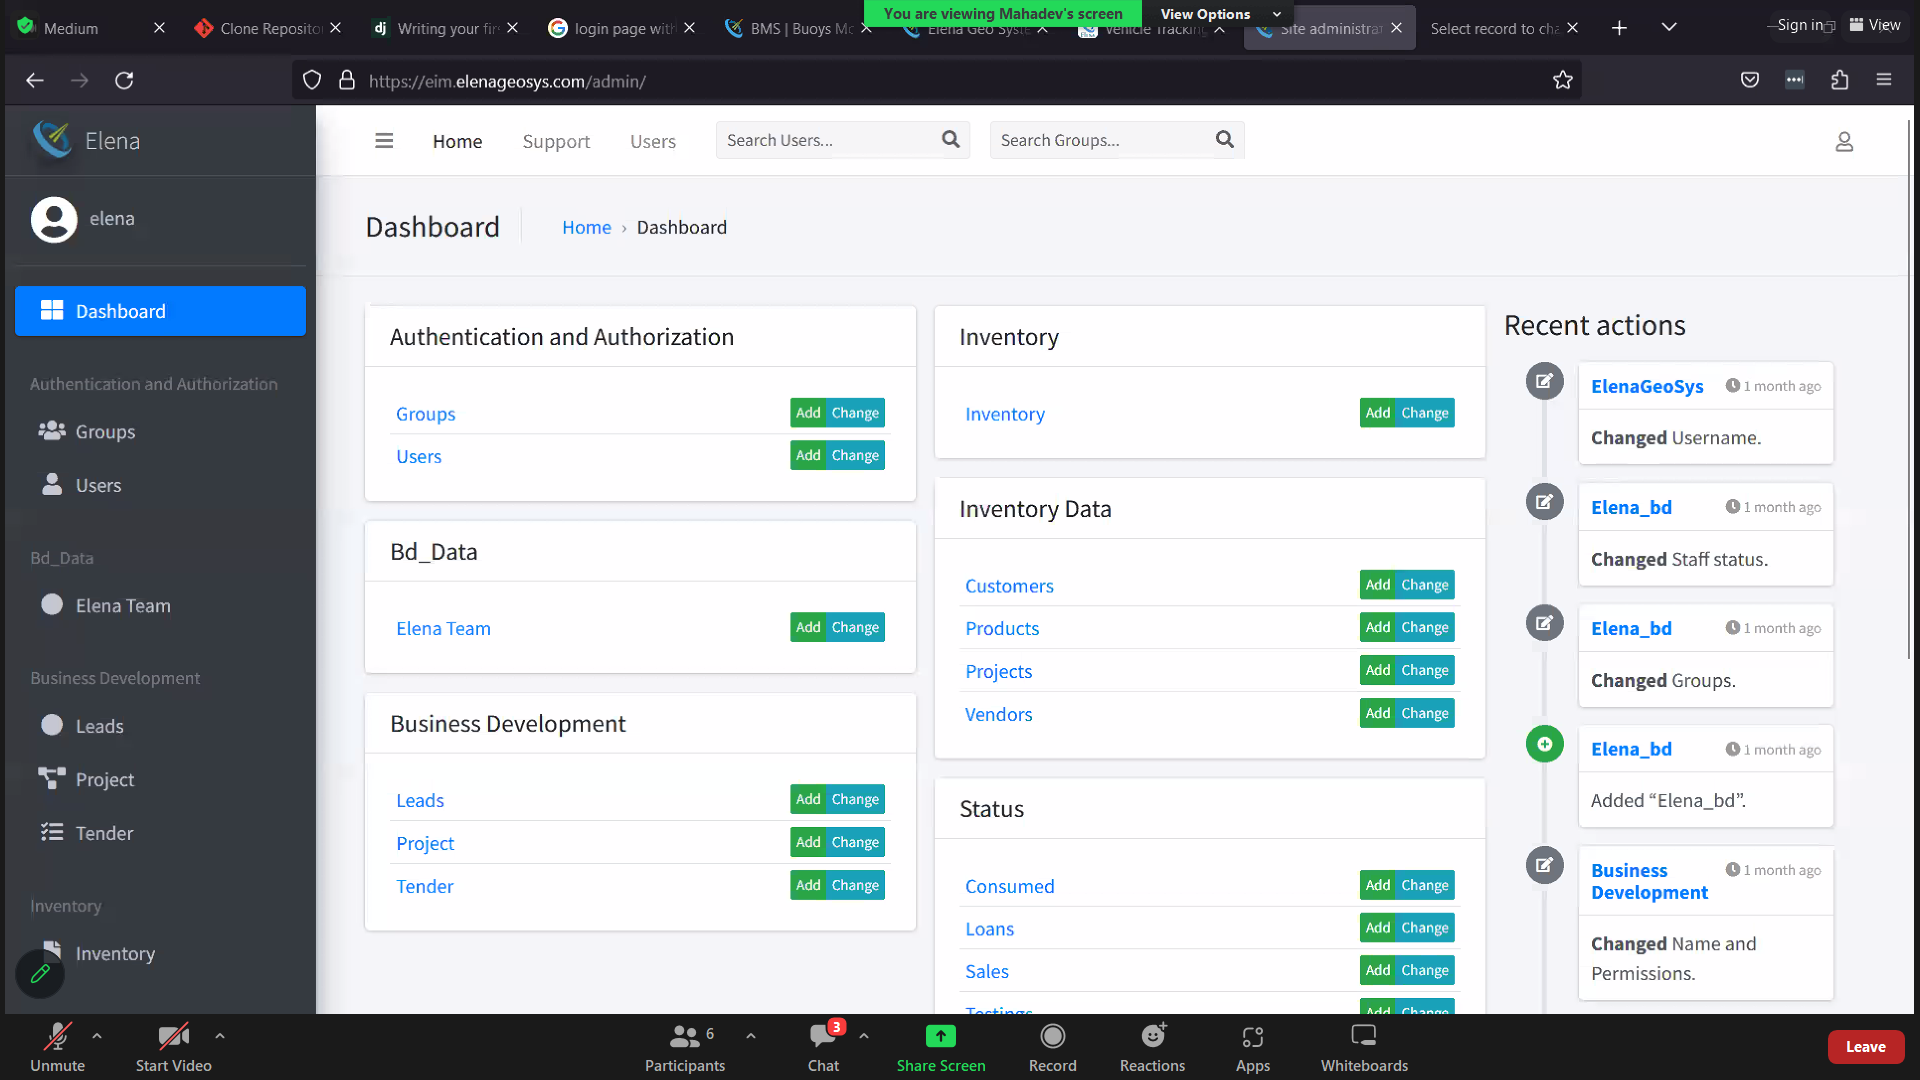 You are viewing Mahadev's screen
View Options
Medium
Clone Reposito
Writing your fir
login page with
BMS | Buoys Mo
Elena Geo Syste
Vehicle Tracking
Site administrat
Select record to cha
Sign in
View
https://eim.elenageosys.com/admin/
Elena
Home
Support
Users
Search Users...
Search Groups...
elena
Dashboard
Home › Dashboard
Dashboard
Authentication and Authorization
Groups
Users
Bd_Data
Elena Team
Business Development
Leads
Project
Tender
Inventory
Inventory
Authentication and Authorization
Groups Add Change
Users Add Change
Bd_Data
Elena Team Add Change
Business Development
Leads Add Change
Project Add Change
Tender Add Change
Inventory
Inventory Add Change
Inventory Data
Customers Add Change
Products Add Change
Projects Add Change
Vendors Add Change
Status
Consumed Add Change
Loans Add Change
Sales Add Change
Testings Add Change
Recent actions
ElenaGeoSys 1 month ago
Changed Username.
Elena_bd 1 month ago
Changed Staff status.
Elena_bd 1 month ago
Changed Groups.
Elena_bd 1 month ago
Added “Elena_bd”.
Business 1 month ago
Development
Changed Name and
Permissions.
Unmute
Start Video
6
Participants
3
Chat
Share Screen
Record
Reactions
Apps
Whiteboards
Leave